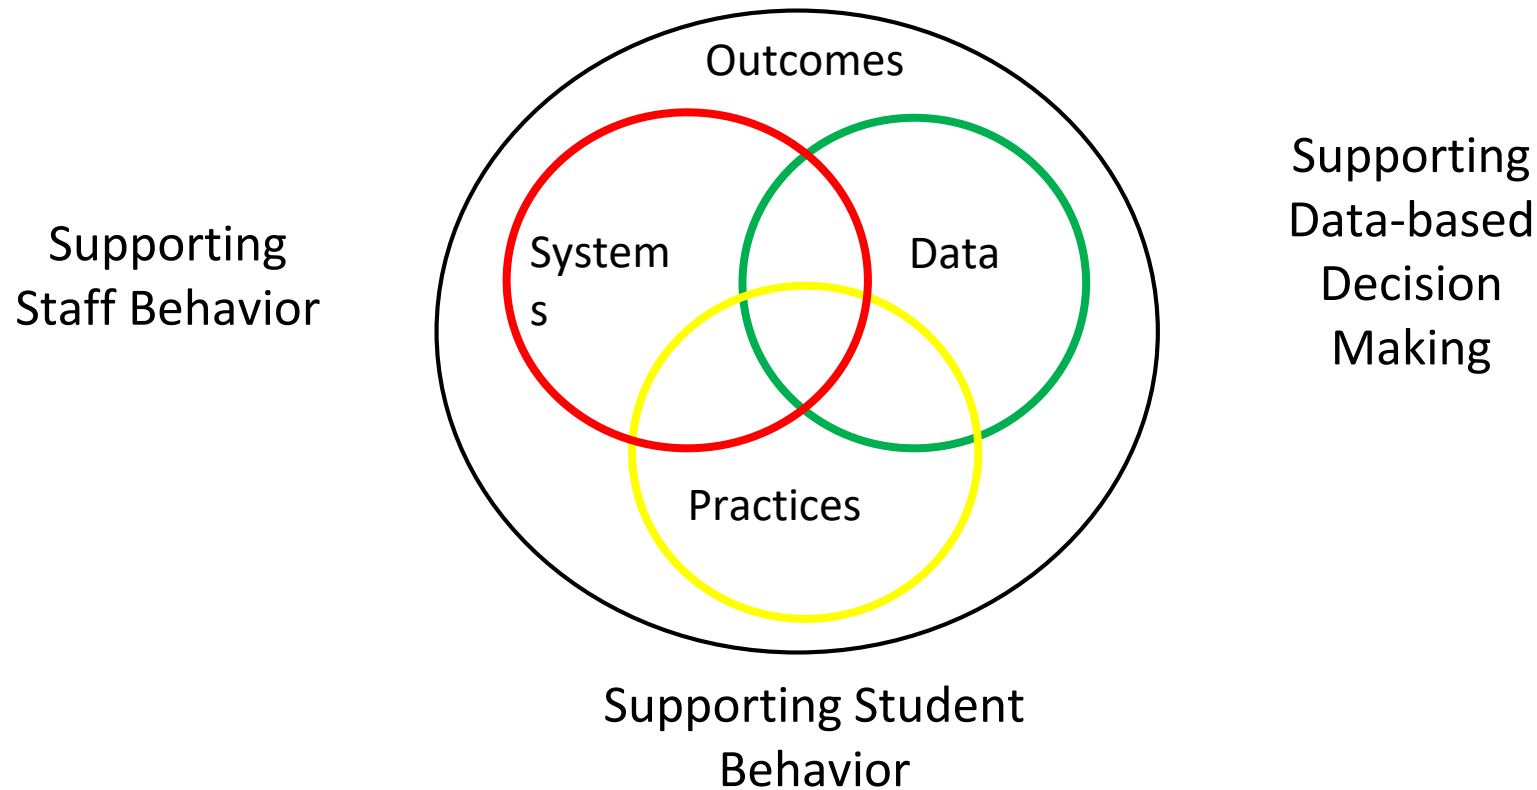 Outcomes
Supporting
Staff Behavior
System
s
Data
Practices
Supporting
Data-based
Decision
Making
Supporting Student
Behavior